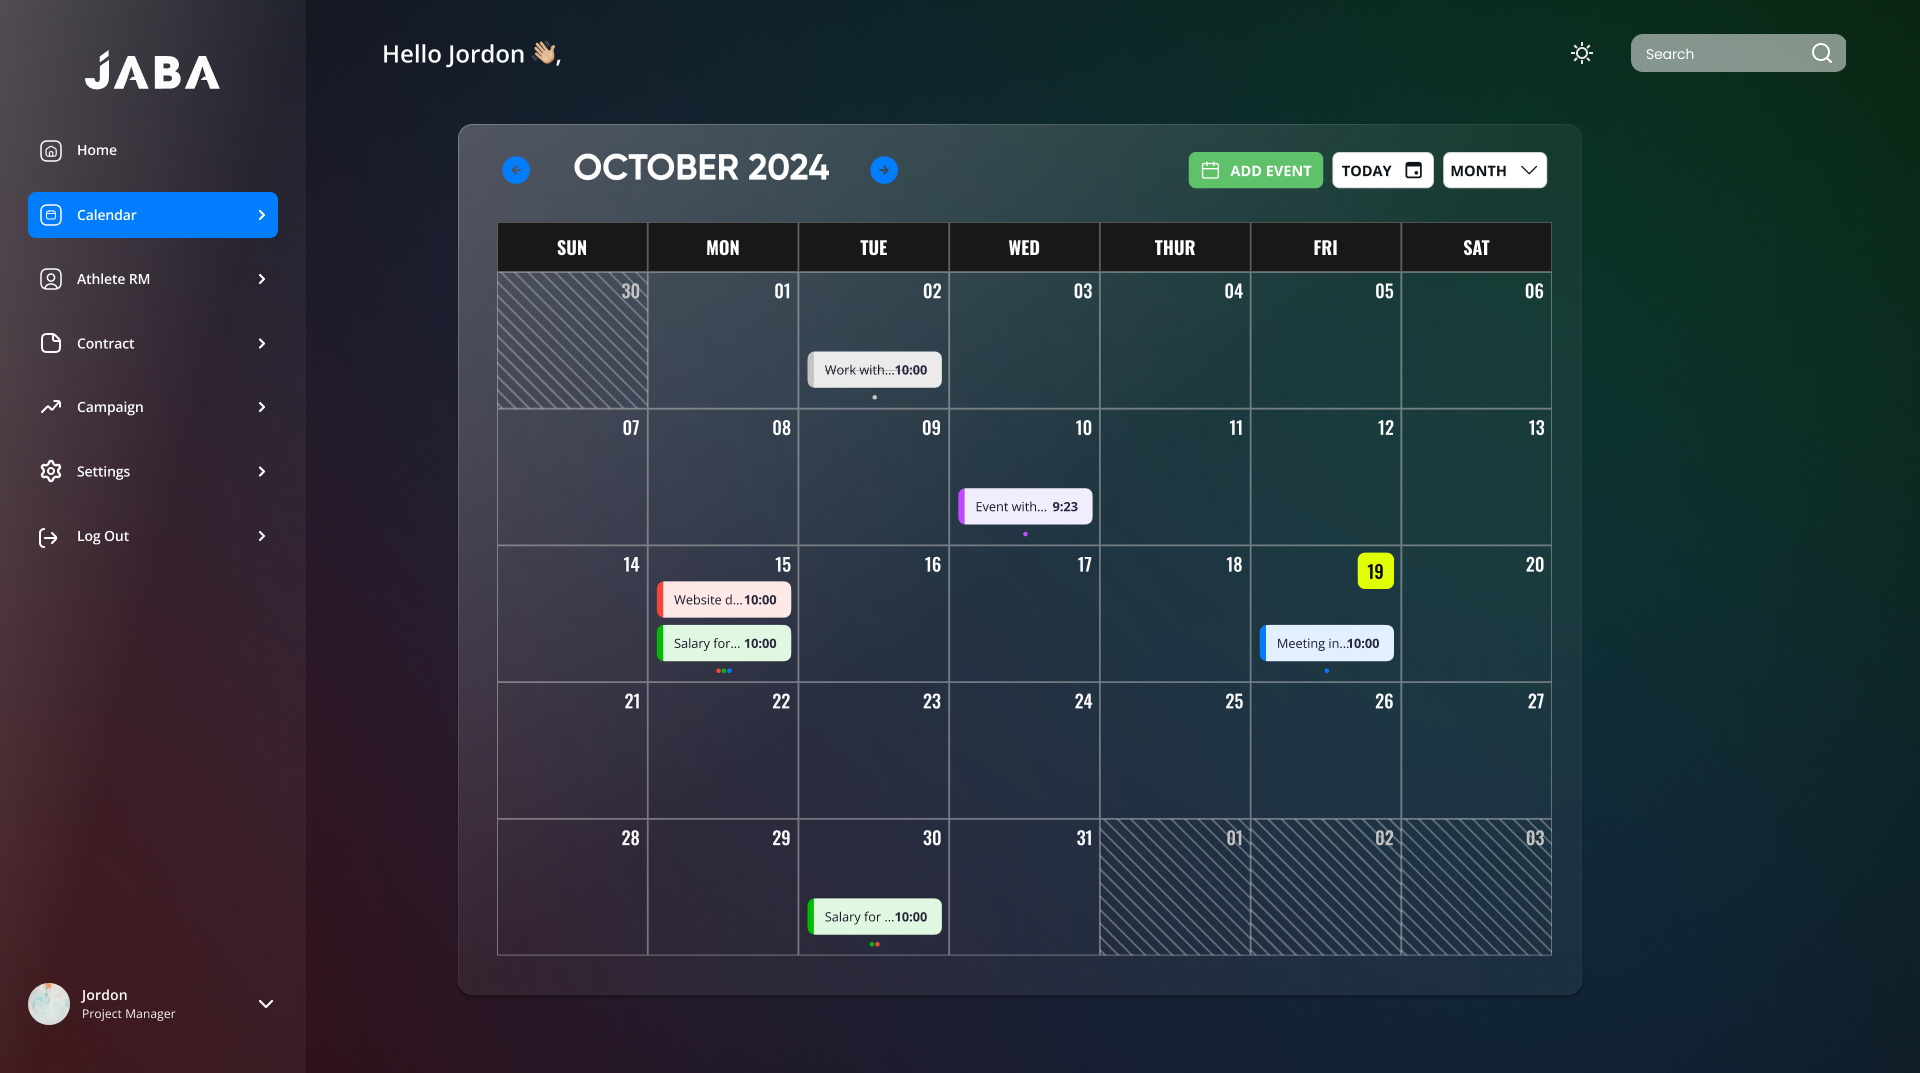 JABA
Home
Calendar
Athlete RM
Contract
Campaign
Settings
Log Out
Jordon
Project Manager
Hello Jordon 👋🏼,
Search
OCTOBER 2024
ADD EVENT
TODAY
MONTH
SUN MON TUE WED THUR FRI SAT
30 01 02 03 04 05 06
Work with...10:00
07 08 09 10 11 12 13
Event with... 9:23
14 15 16 17 18 19 20
Website d...10:00
Salary for... 10:00
Meeting in...10:00
21 22 23 24 25 26 27
28 29 30 31 01 02 03
Salary for ...10:00